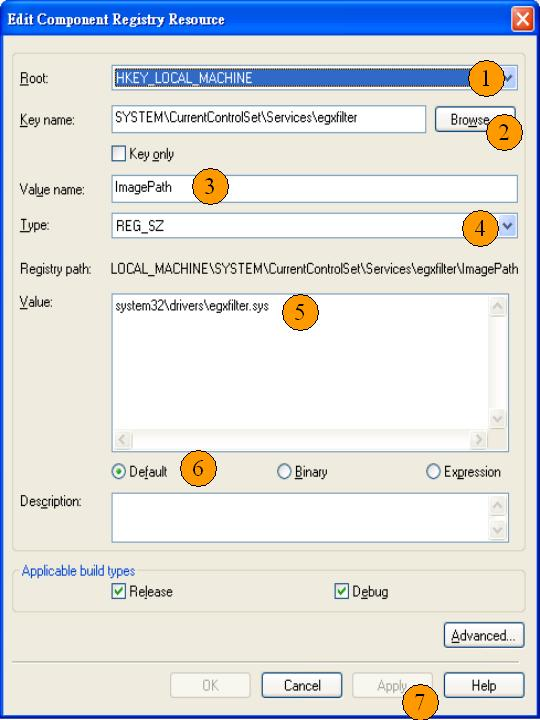 Edit Component Registry Resource
Root: HKEY_LOCAL_MACHINE 1
Key name: SYSTEM\CurrentControlSet\Services\egxfilter Browse 2
Key only
Value name: ImagePath 3
Type: REG_SZ 4
Registry path: LOCAL_MACHINE\SYSTEM\CurrentControlSet\Services\egxfilter\ImagePath
Value: system32\drivers\egxfilter.sys 5
Default 6 Binary Expression
Description:
Applicable build types
Release Debug
Advanced...
OK Cancel Apply 7 Help